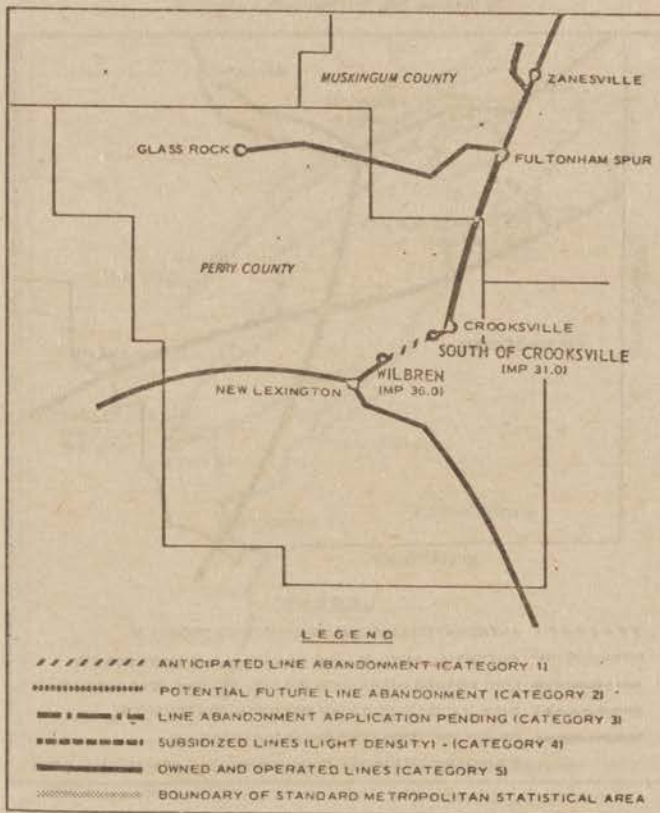 MUSKINGUM COUNTY
ZANESVILLE
GLASS ROCK
FULTONHAM SPUR
PERRY COUNTY
CROOKSVILLE
SOUTH OF CROOKSVILLE
(MP 31.0)
WILBREN
(MP 36.0)
NEW LEXINGTON
LEGEND
ANTICIPATED LINE ABANDONMENT (CATEGORY 1)
POTENTIAL FUTURE LINE ABANDONMENT (CATEGORY 2)
LINE ABANDONMENT APPLICATION PENDING (CATEGORY 3)
SUBSIDIZED LINES (LIGHT DENSITY) - (CATEGORY 4)
OWNED AND OPERATED LINES (CATEGORY 5)
BOUNDARY OF STANDARD METROPOLITAN STATISTICAL AREA